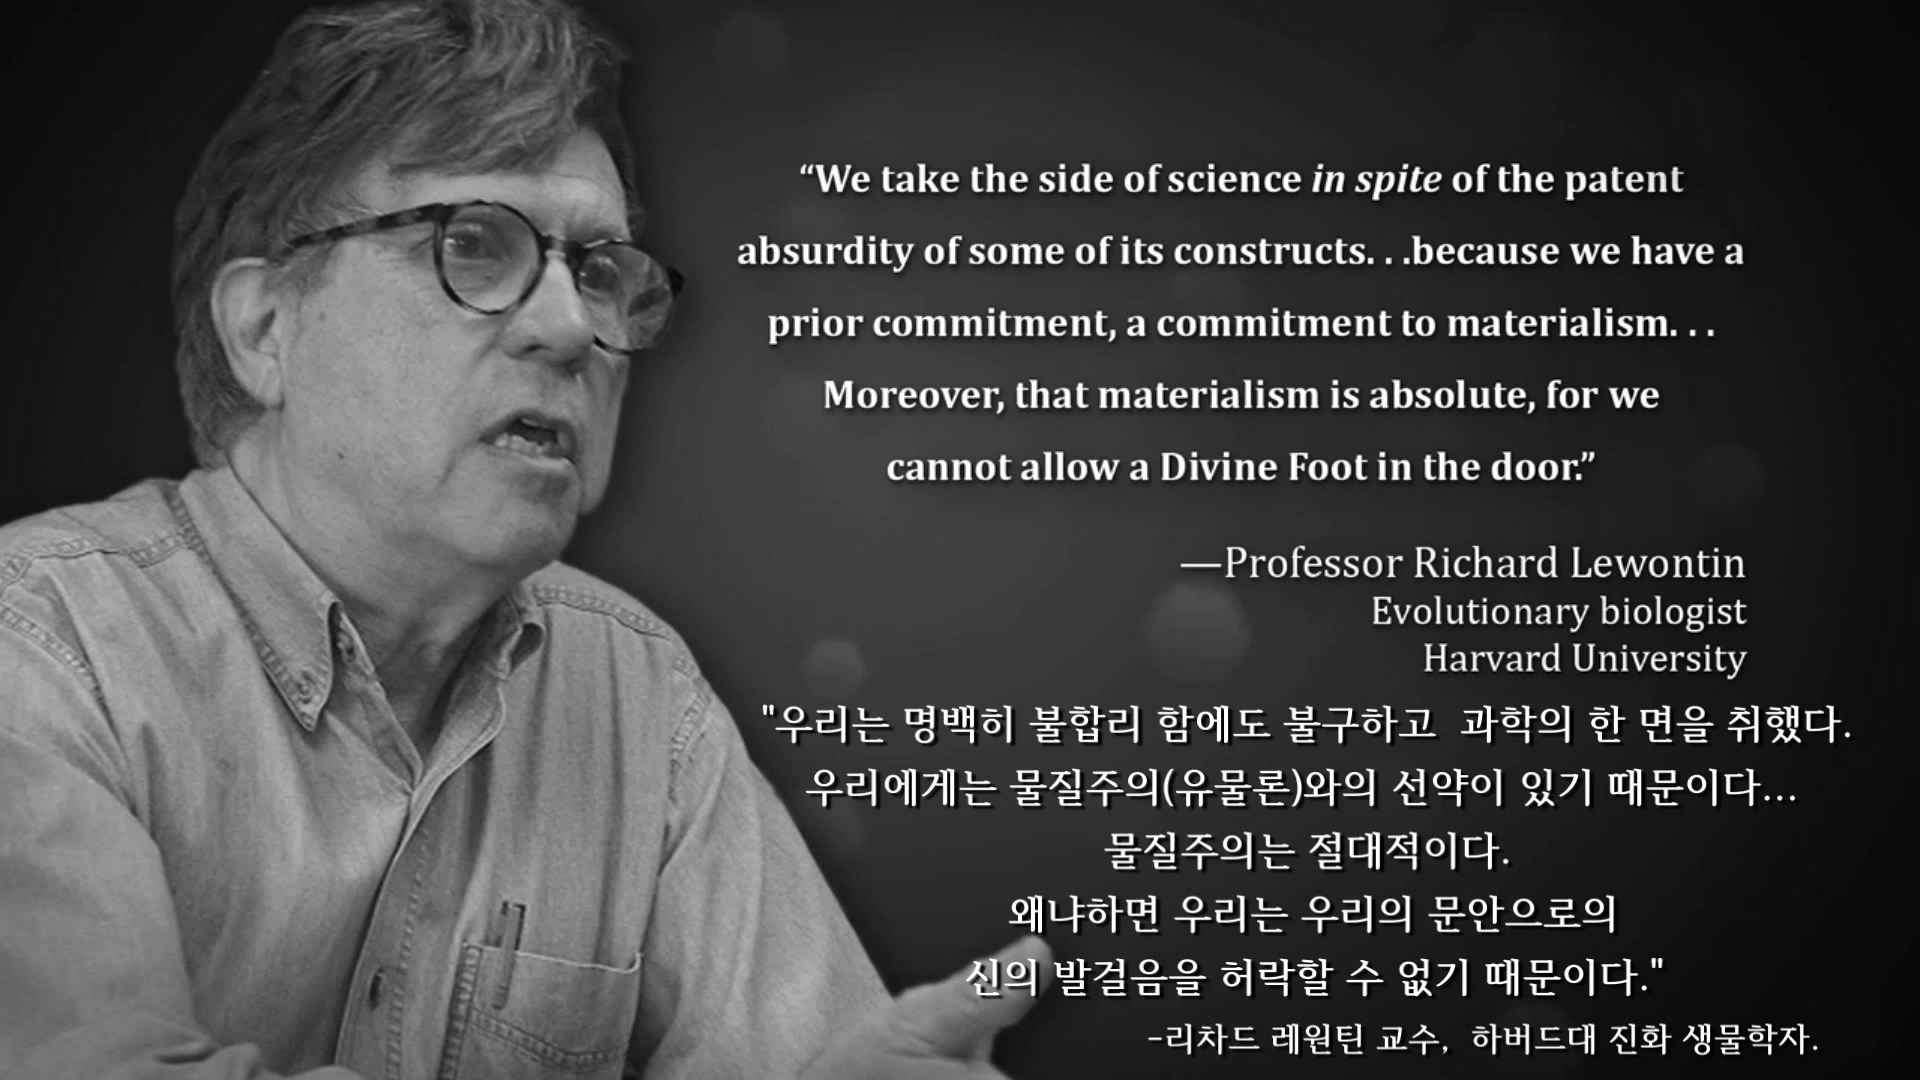 “We take the side of science in spite of the patent
absurdity of some of its constructs. . .because we have a
prior commitment, a commitment to materialism. . .
Moreover, that materialism is absolute, for we
cannot allow a Divine Foot in the door.”
—Professor Richard Lewontin
Evolutionary biologist
Harvard University
"우리는 명백히 불합리 함에도 불구하고 과학의 한 면을 취했다.
우리에게는 물질주의(유물론)와의 선약이 있기 때문이다...
물질주의는 절대적이다.
왜냐하면 우리는 우리의 문안으로의
신의 발걸음을 허락할 수 없기 때문이다."
-리차드 레원틴 교수, 하버드대 진화 생물학자.